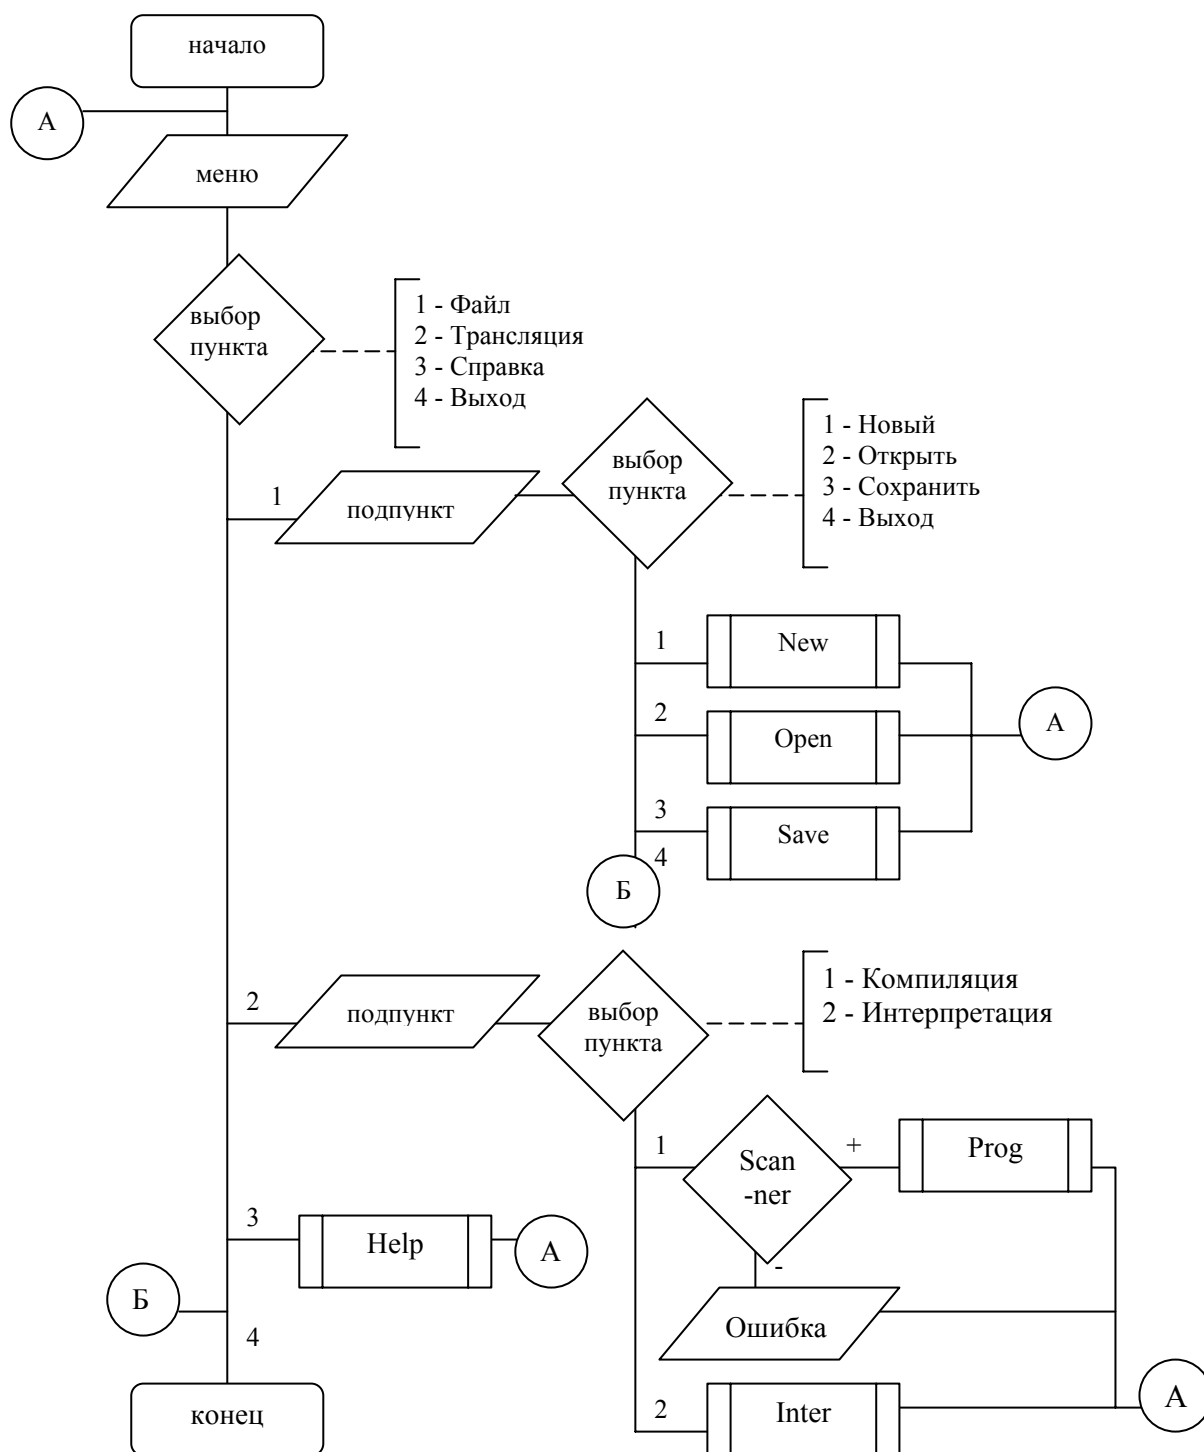 начало
А
меню
выбор
пункта
1 - Файл
2 - Трансляция
3 - Справка
4 - Выход
1
подпункт
выбор
пункта
1 - Новый
2 - Открыть
3 - Сохранить
4 - Выход
1
New
2
Open
А
3
Save
4
Б
2
подпункт
выбор
пункта
1 - Компиляция
2 - Интерпретация
1
Scan
-ner
+
Prog
-
Ошибка
3
Help
А
Б
4
конец
2
Inter
А